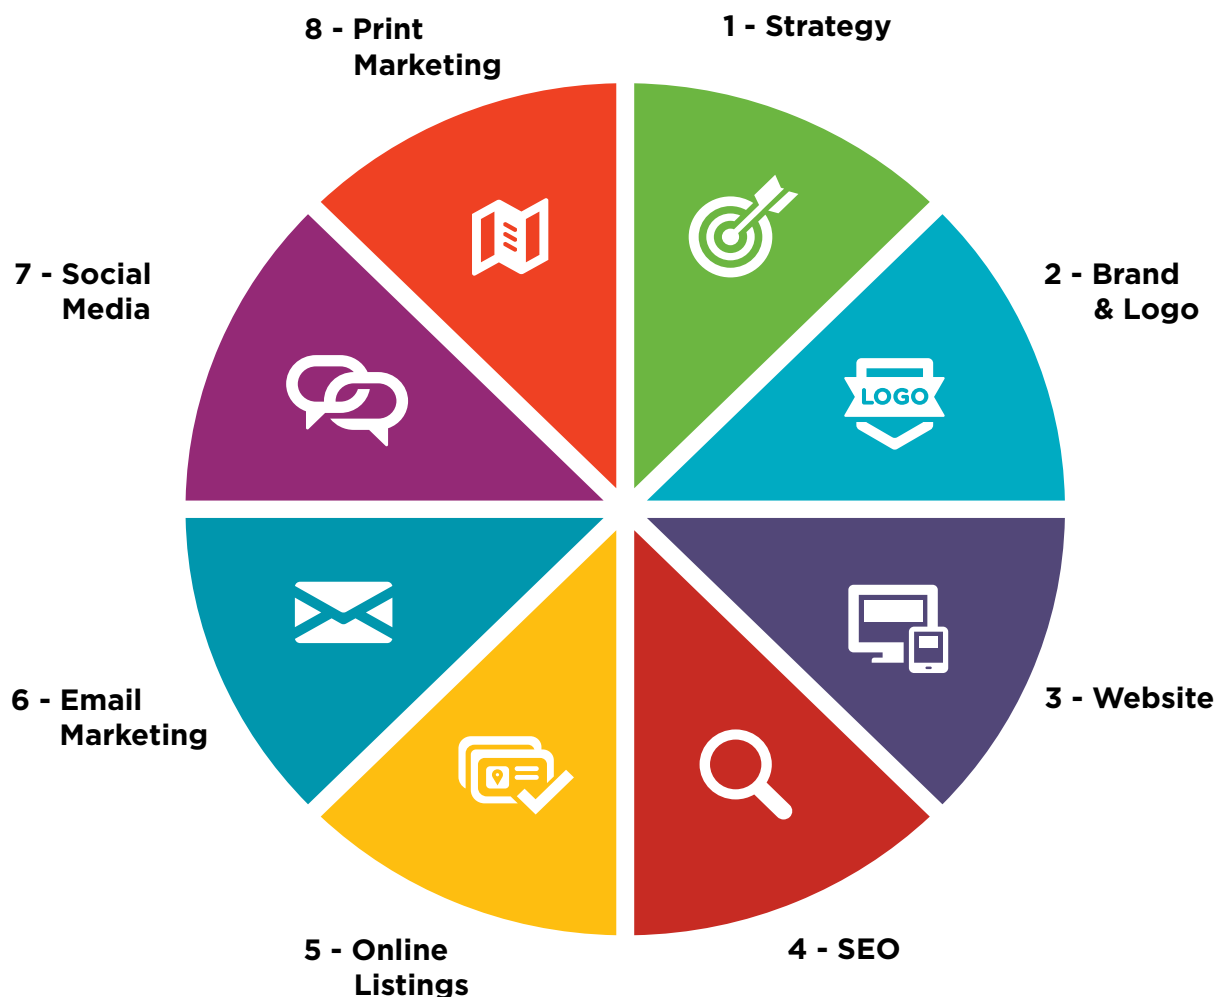 1 - Strategy
2 - Brand
& Logo
LOGO
3 - Website
4 - SEO
5 - Online
Listings
6 - Email
Marketing
7 - Social
Media
8 - Print
Marketing